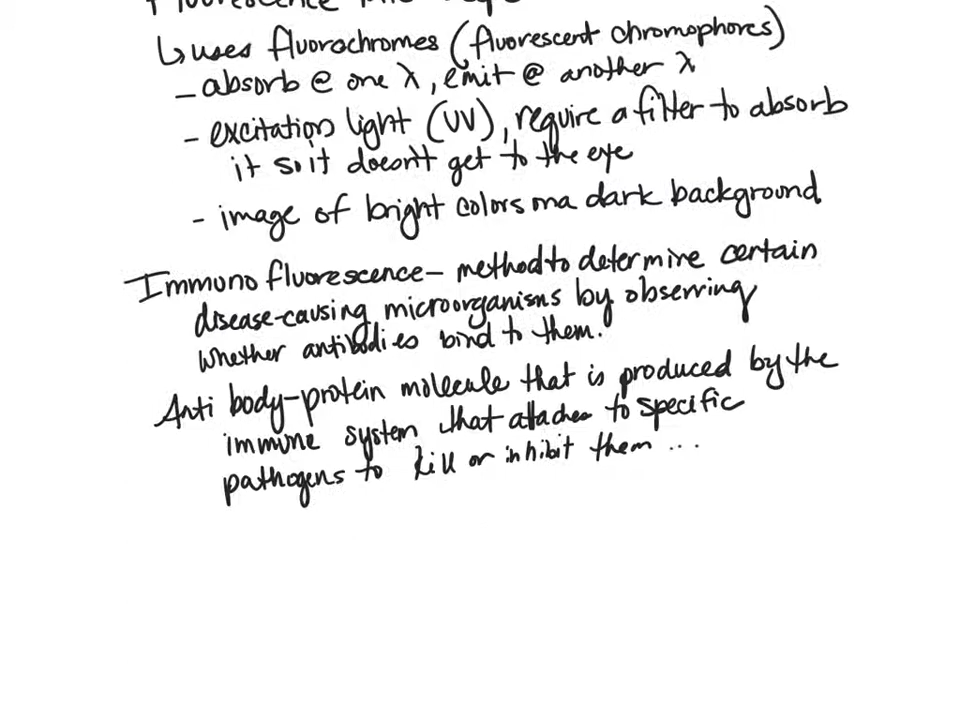 Fluorescence
↳ uses fluorochromes (fluorescent chromophores)
- absorb @ one λ, emit @ another λ
- excitation light (UV), require a filter to absorb
it so it doesn't get to the eye
- image of bright colors on a dark background
Immunofluorescence - method to determine certain
disease-causing microorganisms by observing
whether antibodies bind to them.
Antibody - protein molecule that is produced by the
immune system that attaches to specific
pathogens to kill or inhibit them ...